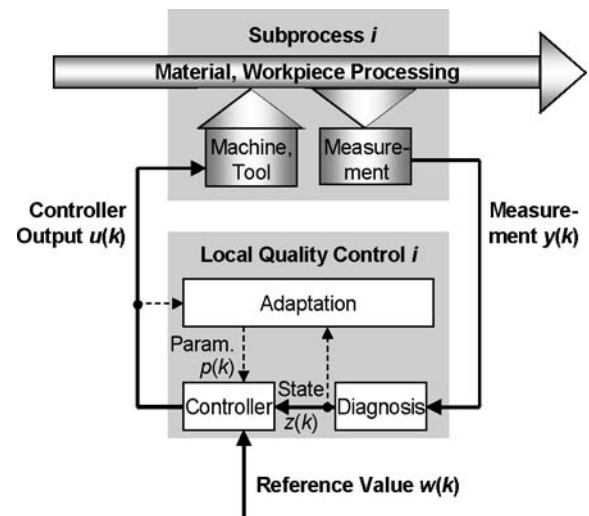 Subprocess i
Material, Workpiece Processing
Machine,
Tool
Measure-
ment
Controller
Output u(k)
Measure-
ment y(k)
Local Quality Control i
Adaptation
Param.
p(k)
State
z(k)
Controller
Diagnosis
Reference Value w(k)